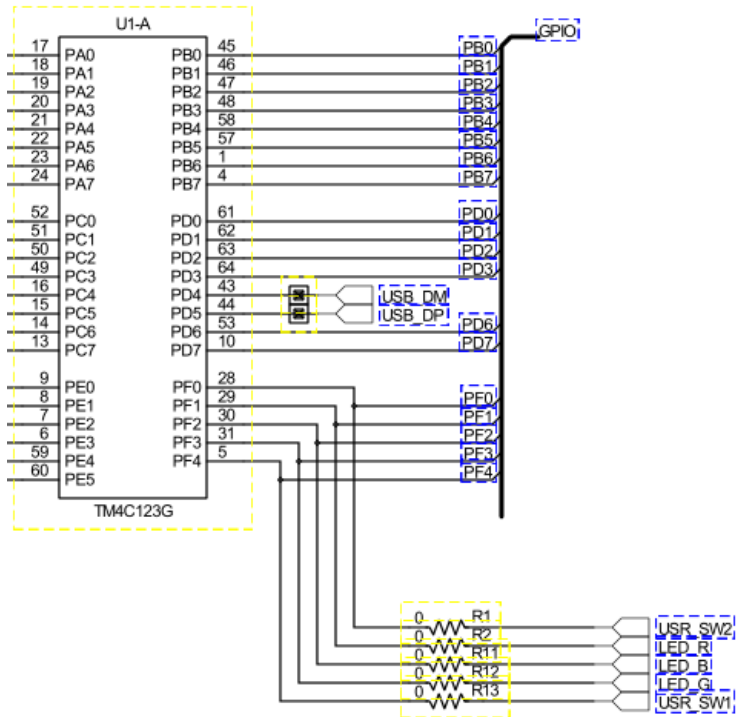 U1-A
GPIO
17 PA0 PB0 45 PB0
18 PA1 PB1 46 PB1
19 PA2 PB2 47 PB2
20 PA3 PB3 48 PB3
21 PA4 PB4 58 PB4
22 PA5 PB5 57 PB5
23 PA6 PB6 1 PB6
24 PA7 PB7 4 PB7
52 PC0 PD0 61 PD0
51 PC1 PD1 62 PD1
50 PC2 PD2 63 PD2
49 PC3 PD3 64 PD3
16 PC4 PD4 43 USB_DM
15 PC5 PD5 44 USB_DP
14 PC6 PD6 53 PD6
13 PC7 PD7 10 PD7
9 PE0 PF0 28 PF0
8 PE1 PF1 29 PF1
7 PE2 PF2 30 PF2
6 PE3 PF3 31 PF3
59 PE4 PF4 5 PF4
60 PE5
TM4C123G
0 R1 USR_SW2
0 R2 LED_R
0 R11 LED_B
0 R12 LED_G
0 R13 USR_SW1